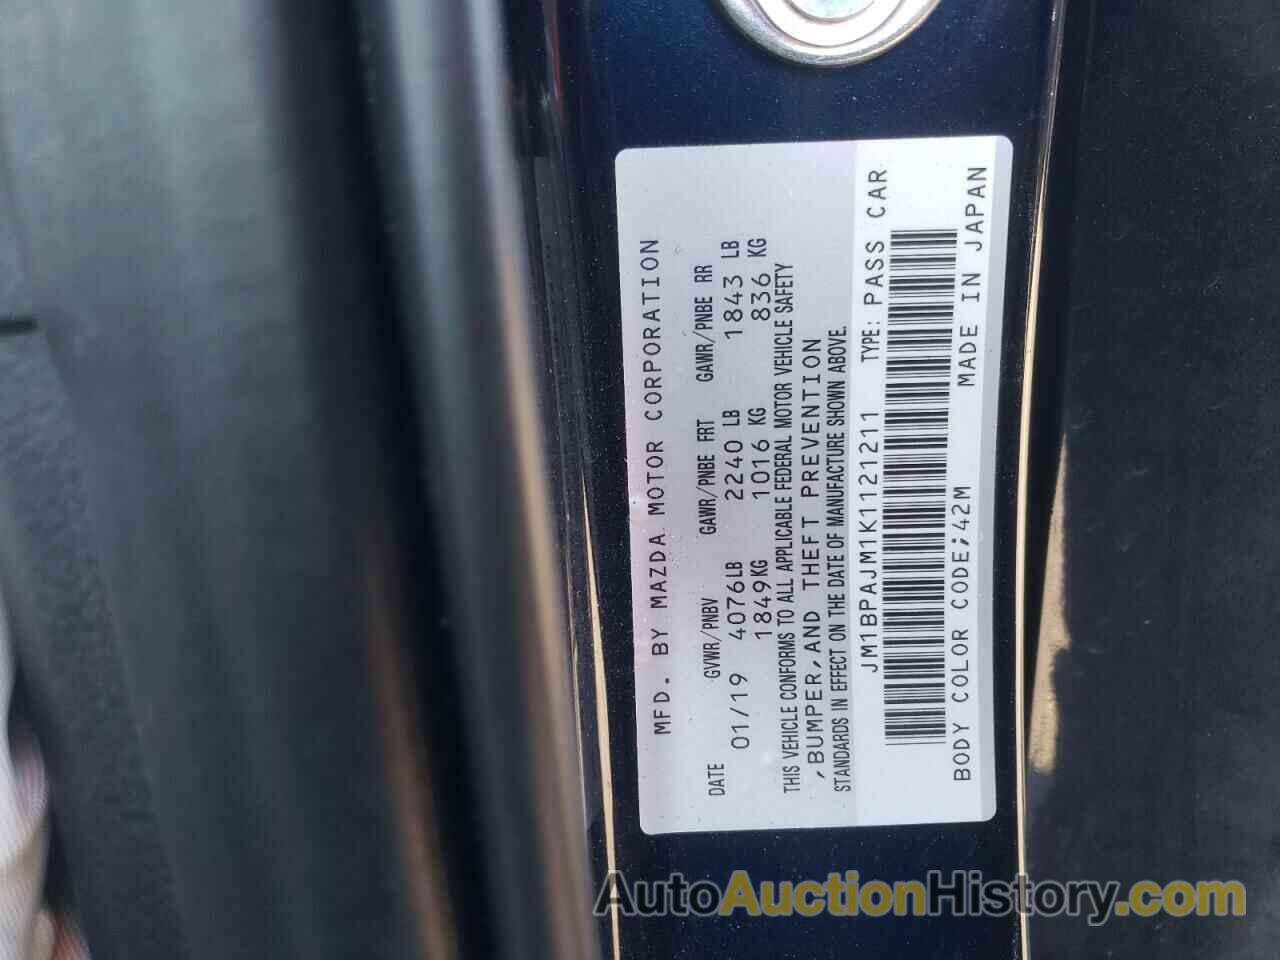 MFD. BY MAZDA MOTOR CORPORATION
DATE GVWR/PNBV GAWR/PNBE FRT GAWR/PNBE RR
01/19 4076LB 2240 LB 1843 LB
1849KG 1016 KG 836 KG
THIS VEHICLE CONFORMS TO ALL APPLICABLE FEDERAL MOTOR VEHICLE SAFETY
,BUMPER,AND THEFT PREVENTION
STANDARDS IN EFFECT ON THE DATE OF MANUFACTURE SHOWN ABOVE.
JM1BPAJM1K1121211 TYPE: PASS CAR
BODY COLOR CODE;42M MADE IN JAPAN
AutoAuctionHistory.com